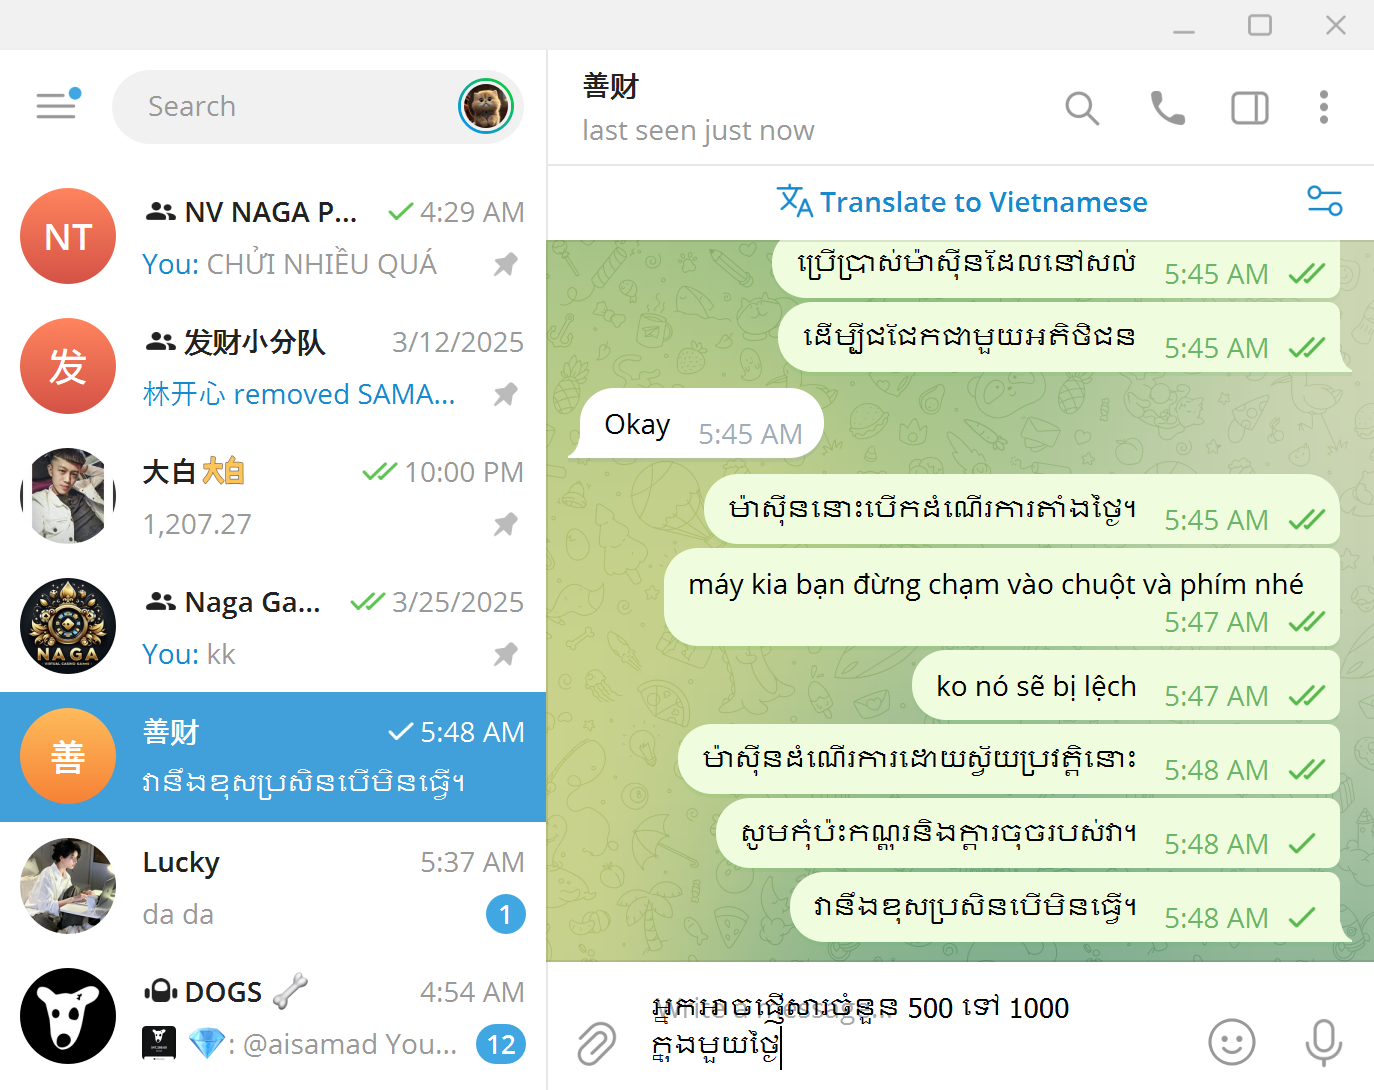 Search
NT
NV NAGA P...
4:29 AM
You: CHỬI NHIỀU QUÁ
发
发财小分队
3/12/2025
林开心 removed SAMA...
大白大白
10:00 PM
1,207.27
NAGA
Naga Ga...
3/25/2025
You: kk
善
善财
5:48 AM
វានឹងខុសប្រសិនបើមិនធ្វើ។
Lucky
5:37 AM
da da
1
DOGS
4:54 AM
: @aisamad You...
12
善财
last seen just now
Translate to Vietnamese
ប្រើប្រាស់ម៉ាស៊ីនដែលនៅសល់
5:45 AM
ដើម្បីជជែកជាមួយអតិថិជន
5:45 AM
Okay
5:45 AM
ម៉ាស៊ីននោះបើកដំណើរការតាំងថ្ងៃ។
5:45 AM
máy kia bạn đừng chạm vào chuột và phím nhé
5:47 AM
ko nó sẽ bị lệch
5:47 AM
ម៉ាស៊ីនដំណើរការដោយស្វ័យប្រវត្តិនោះ
5:48 AM
សូមកុំប៉ះកណ្ដុរនិងក្ដារចុចរបស់វា។
5:48 AM
វានឹងខុសប្រសិនបើមិនធ្វើ។
5:48 AM
អ្នកអាចផ្ញើសារចំនួន 500 ទៅ 1000
ក្នុងមួយថ្ងៃ